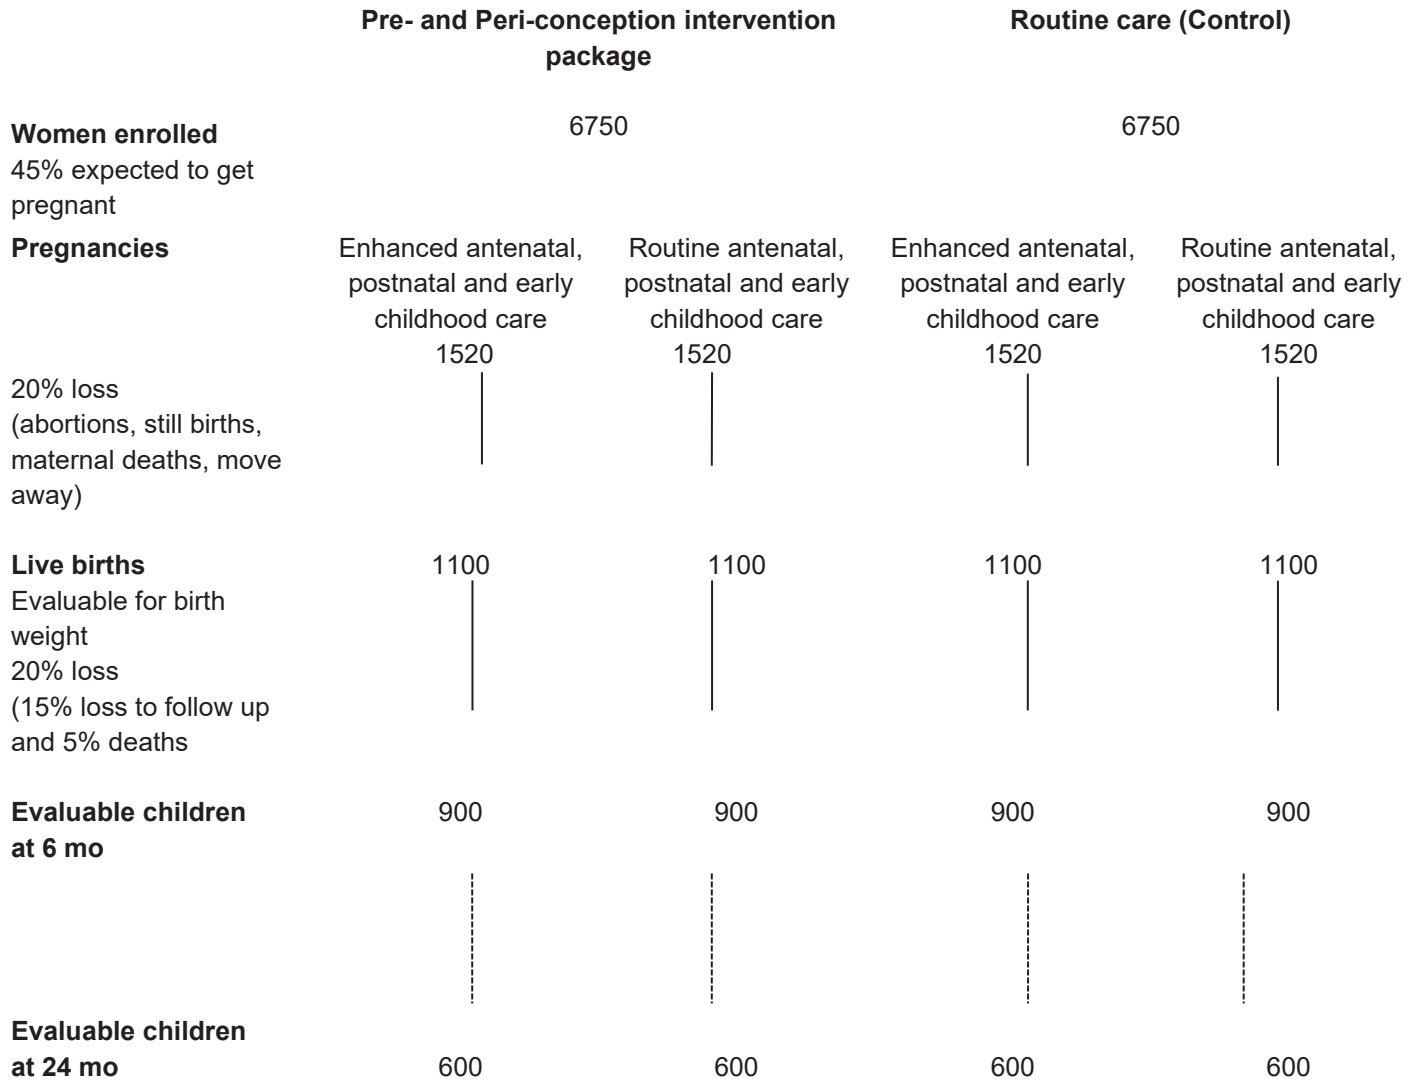 Pre- and Peri-conception intervention
package
Routine care (Control)
Women enrolled
45% expected to get
pregnant
6750
6750
Pregnancies
Enhanced antenatal,
postnatal and early
childhood care
1520
Routine antenatal,
postnatal and early
childhood care
1520
Enhanced antenatal,
postnatal and early
childhood care
1520
Routine antenatal,
postnatal and early
childhood care
1520
20% loss
(abortions, still births,
maternal deaths, move
away)
Live births
Evaluable for birth
weight
20% loss
(15% loss to follow up
and 5% deaths
1100
1100
1100
1100
Evaluable children
at 6 mo
900
900
900
900
Evaluable children
at 24 mo
600
600
600
600